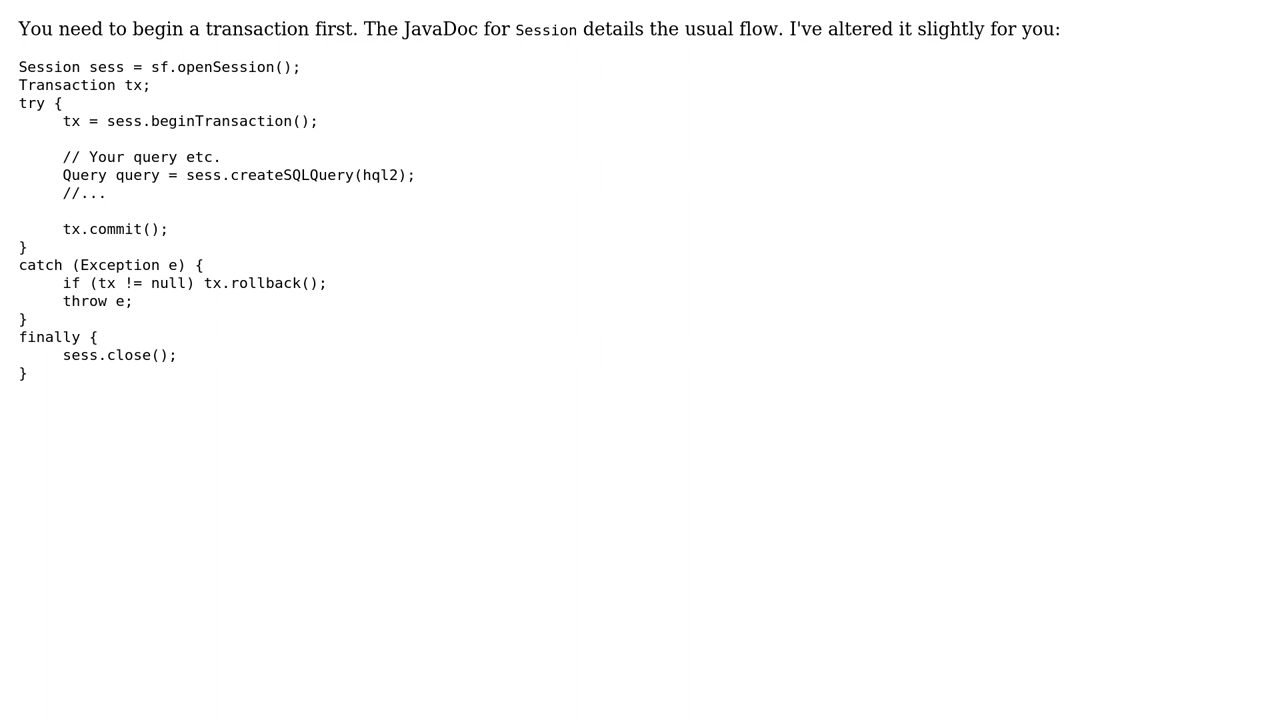 You need to begin a transaction first. The JavaDoc for Session details the usual flow. I've altered it slightly for you:
Session sess = sf.openSession();
Transaction tx;
try {
     tx = sess.beginTransaction();

     // Your query etc.
     Query query = sess.createSQLQuery(hql2);
     //...

     tx.commit();
}
catch (Exception e) {
     if (tx != null) tx.rollback();
     throw e;
}
finally {
     sess.close();
}